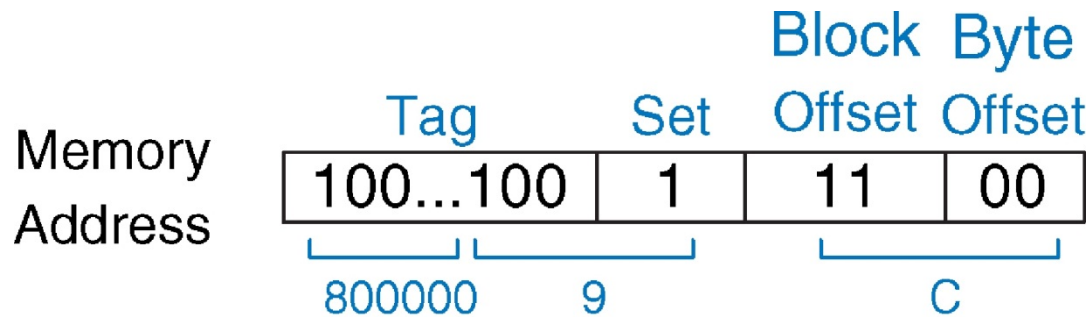 Block Byte
Tag Set Offset Offset
Memory Address
100...100 1 11 00
800000 9 C